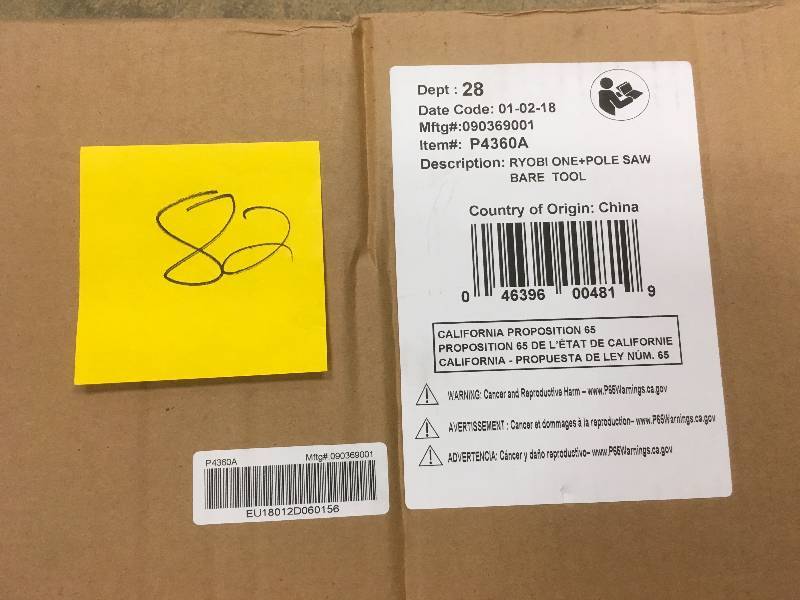 82
Dept : 28
Date Code: 01-02-18
Mftg#:090369001
Item#: P4360A
Description: RYOBI ONE+POLE SAW
BARE TOOL
Country of Origin: China
0 46396 00481 9
CALIFORNIA PROPOSITION 65
PROPOSITION 65 DE L'ÉTAT DE CALIFORNIE
CALIFORNIA - PROPUESTA DE LEY NÚM. 65
WARNING: Cancer and Reproductive Harm – www.P65Warnings.ca.gov
AVERTISSEMENT : Cancer et dommages à la reproduction– www.P65Warnings.ca.gov
ADVERTENCIA: Cáncer y daño reproductivo– www.P65Warnings.ca.gov
P4360A Mftg# 090369001
EU18012D060156